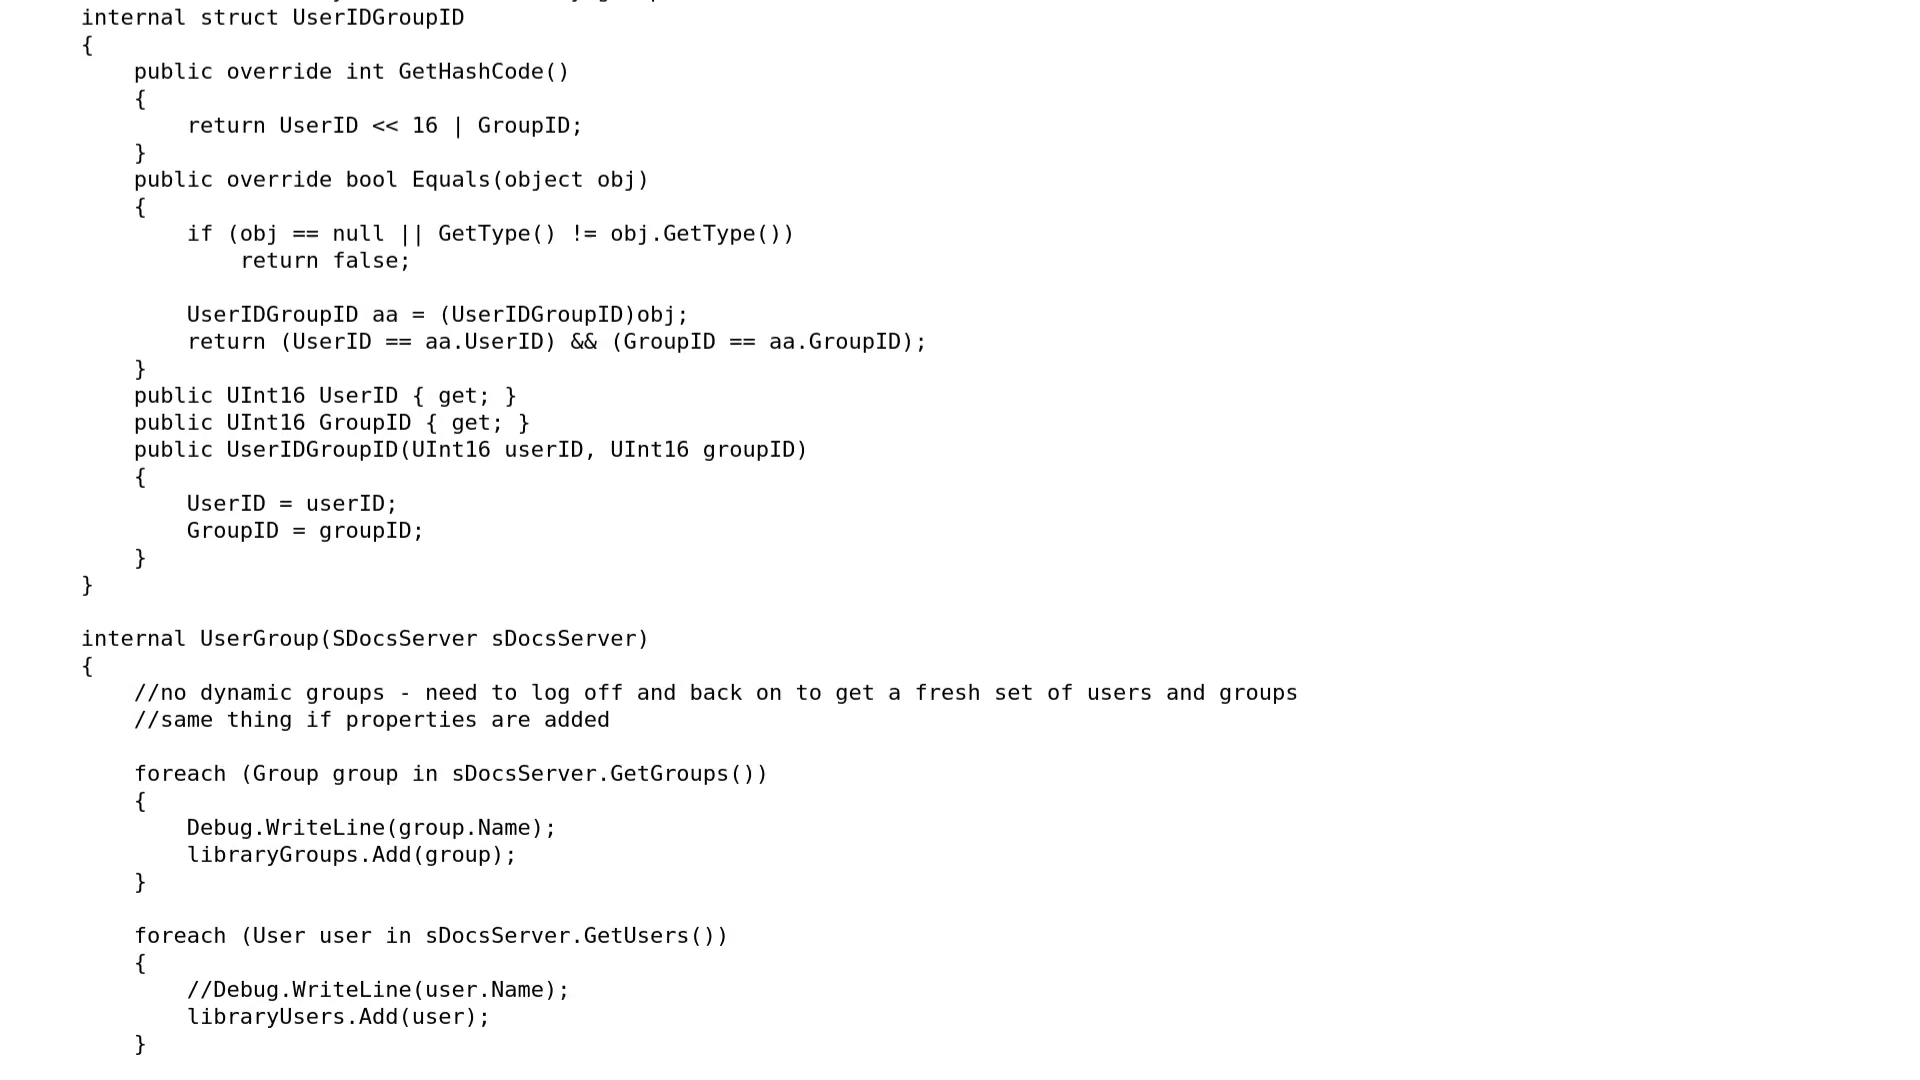 internal struct UserIDGroupID
{
    public override int GetHashCode()
    {
        return UserID << 16 | GroupID;
    }
    public override bool Equals(object obj)
    {
        if (obj == null || GetType() != obj.GetType())
            return false;

        UserIDGroupID aa = (UserIDGroupID)obj;
        return (UserID == aa.UserID) && (GroupID == aa.GroupID);
    }
    public UInt16 UserID { get; }
    public UInt16 GroupID { get; }
    public UserIDGroupID(UInt16 userID, UInt16 groupID)
    {
        UserID = userID;
        GroupID = groupID;
    }
}

internal UserGroup(SDocsServer sDocsServer)
{
    //no dynamic groups - need to log off and back on to get a fresh set of users and groups
    //same thing if properties are added

    foreach (Group group in sDocsServer.GetGroups())
    {
        Debug.WriteLine(group.Name);
        libraryGroups.Add(group);
    }

    foreach (User user in sDocsServer.GetUsers())
    {
        //Debug.WriteLine(user.Name);
        libraryUsers.Add(user);
    }